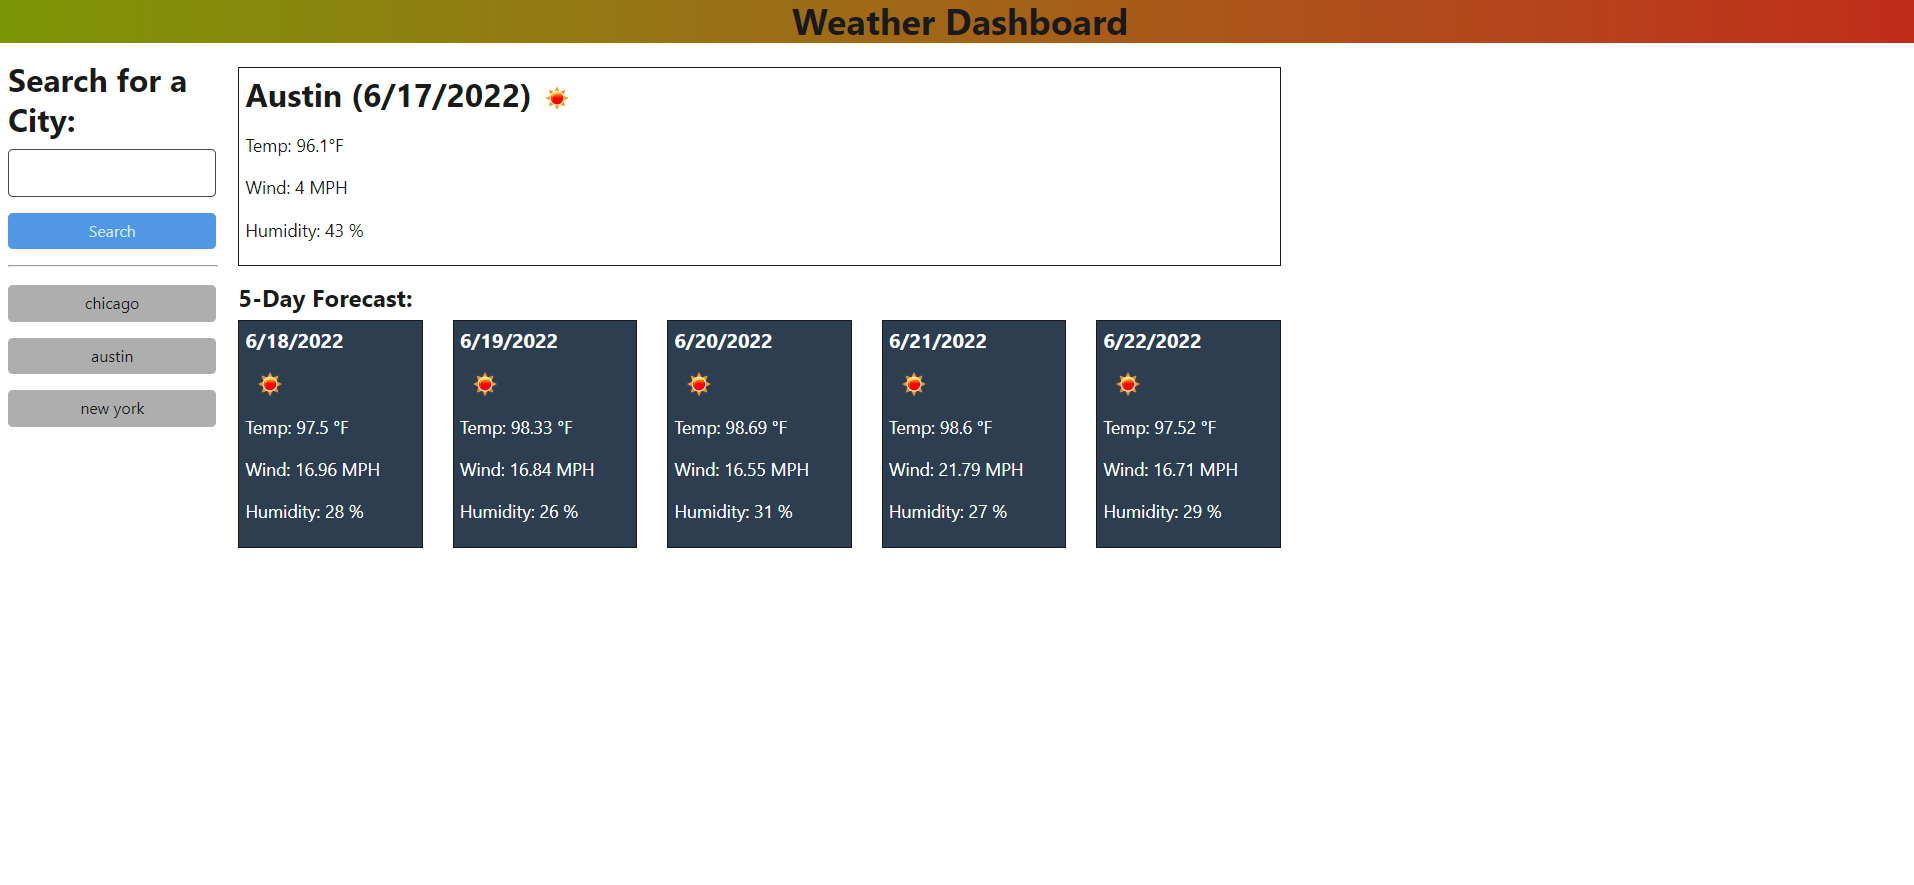 Weather Dashboard
Search for a
City:
Search
chicago
austin
new york
Austin (6/17/2022)
Temp: 96.1°F
Wind: 4 MPH
Humidity: 43 %
5-Day Forecast:
6/18/2022
Temp: 97.5 °F
Wind: 16.96 MPH
Humidity: 28 %
6/19/2022
Temp: 98.33 °F
Wind: 16.84 MPH
Humidity: 26 %
6/20/2022
Temp: 98.69 °F
Wind: 16.55 MPH
Humidity: 31 %
6/21/2022
Temp: 98.6 °F
Wind: 21.79 MPH
Humidity: 27 %
6/22/2022
Temp: 97.52 °F
Wind: 16.71 MPH
Humidity: 29 %